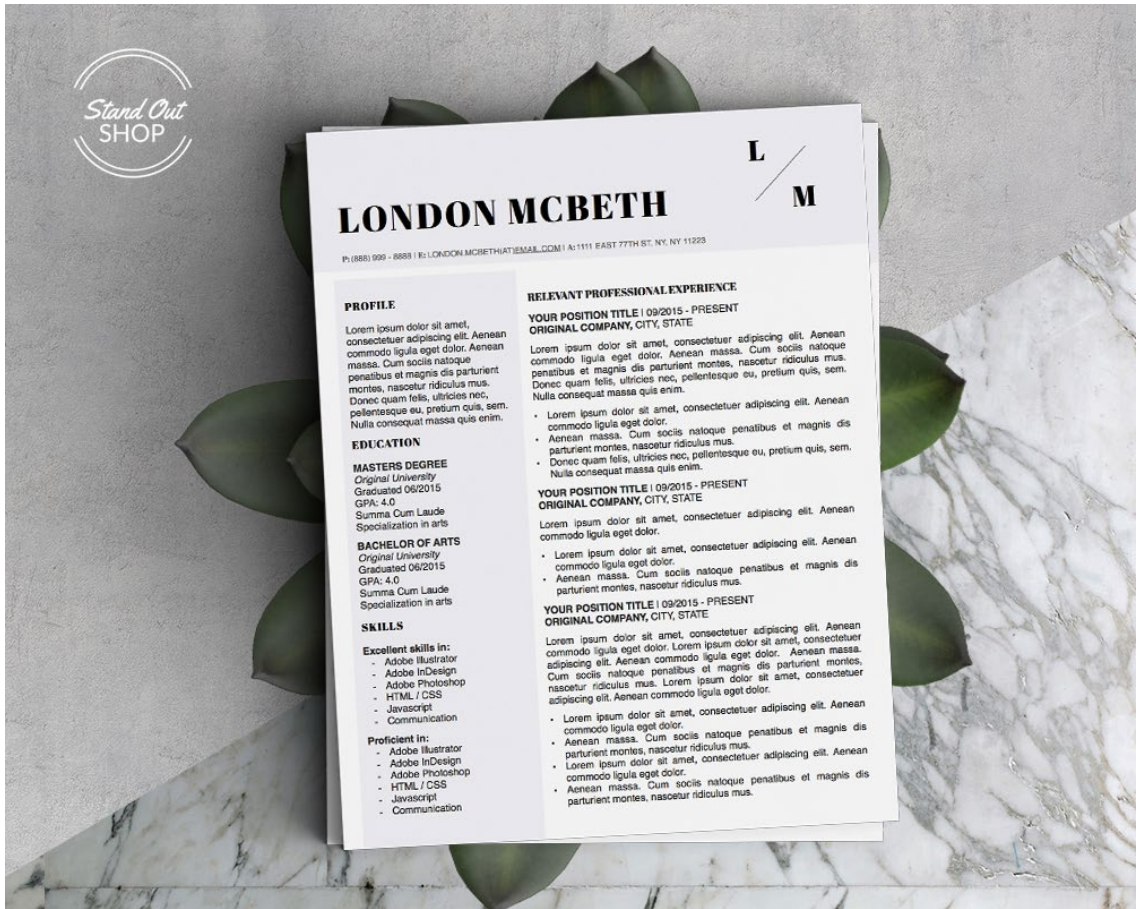 Stand Out
SHOP
L
M
LONDON MCBETH
P: (888) 999 - 8888 | E: LONDON.MCBETH(AT)EMAIL.COM | A: 1111 EAST 77TH ST, NY, NY 11223
PROFILE
Lorem ipsum dolor sit amet,
consectetuer adipiscing elit. Aenean
commodo ligula eget dolor. Aenean
massa. Cum sociis natoque
penatibus et magnis dis parturient
montes, nascetur ridiculus mus.
Donec quam felis, ultricies nec,
pellentesque eu, pretium quis, sem.
Nulla consequat massa quis enim.
EDUCATION
MASTERS DEGREE
Original University
Graduated 06/2015
GPA: 4.0
Summa Cum Laude
Specialization in arts
BACHELOR OF ARTS
Original University
Graduated 06/2015
GPA: 4.0
Summa Cum Laude
Specialization in arts
SKILLS
Excellent skills in:
- Adobe Illustrator
- Adobe InDesign
- Adobe Photoshop
- HTML / CSS
- Javascript
- Communication
Proficient in:
- Adobe Illustrator
- Adobe InDesign
- Adobe Photoshop
- HTML / CSS
- Javascript
- Communication
RELEVANT PROFESSIONAL EXPERIENCE
YOUR POSITION TITLE | 09/2015 - PRESENT
ORIGINAL COMPANY, CITY, STATE
Lorem ipsum dolor sit amet, consectetuer adipiscing elit. Aenean
commodo ligula eget dolor. Aenean massa. Cum sociis natoque
penatibus et magnis dis parturient montes, nascetur ridiculus mus.
Donec quam felis, ultricies nec, pellentesque eu, pretium quis, sem.
Nulla consequat massa quis enim.
• Lorem ipsum dolor sit amet, consectetuer adipiscing elit. Aenean
commodo ligula eget dolor.
• Aenean massa. Cum sociis natoque penatibus et magnis dis
parturient montes, nascetur ridiculus mus.
• Donec quam felis, ultricies nec, pellentesque eu, pretium quis, sem.
Nulla consequat massa quis enim.
YOUR POSITION TITLE | 09/2015 - PRESENT
ORIGINAL COMPANY, CITY, STATE
Lorem ipsum dolor sit amet, consectetuer adipiscing elit. Aenean
commodo ligula eget dolor.
• Lorem ipsum dolor sit amet, consectetuer adipiscing elit. Aenean
commodo ligula eget dolor.
• Aenean massa. Cum sociis natoque penatibus et magnis dis
parturient montes, nascetur ridiculus mus.
YOUR POSITION TITLE | 09/2015 - PRESENT
ORIGINAL COMPANY, CITY, STATE
Lorem ipsum dolor sit amet, consectetuer adipiscing elit. Aenean
commodo ligula eget dolor. Lorem ipsum dolor sit amet, consectetuer
adipiscing elit. Aenean commodo ligula eget dolor. Aenean massa.
Cum sociis natoque penatibus et magnis dis parturient montes,
nascetur ridiculus mus. Lorem ipsum dolor sit amet, consectetuer
adipiscing elit. Aenean commodo ligula eget dolor.
• Lorem ipsum dolor sit amet, consectetuer adipiscing elit. Aenean
commodo ligula eget dolor.
• Aenean massa. Cum sociis natoque penatibus et magnis dis
parturient montes, nascetur ridiculus mus.
• Lorem ipsum dolor sit amet, consectetuer adipiscing elit. Aenean
commodo ligula eget dolor.
• Aenean massa. Cum sociis natoque penatibus et magnis dis
parturient montes, nascetur ridiculus mus.